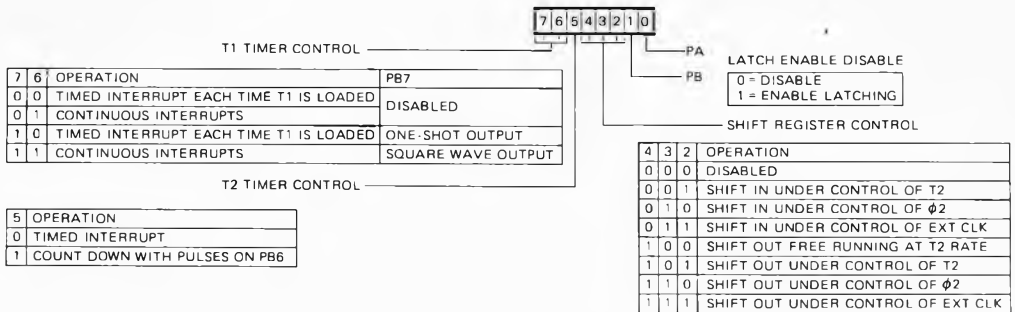 7 6 5 4 3 2 1 0
T1 TIMER CONTROL
PA
PB
LATCH ENABLE DISABLE
0 = DISABLE
1 = ENABLE LATCHING
7 6 OPERATION PB7
0 0 TIMED INTERRUPT EACH TIME T1 IS LOADED DISABLED
0 1 CONTINUOUS INTERRUPTS
1 0 TIMED INTERRUPT EACH TIME T1 IS LOADED ONE-SHOT OUTPUT
1 1 CONTINUOUS INTERRUPTS SQUARE WAVE OUTPUT
SHIFT REGISTER CONTROL
T2 TIMER CONTROL
5 OPERATION
0 TIMED INTERRUPT
1 COUNT DOWN WITH PULSES ON PB6
4 3 2 OPERATION
0 0 0 DISABLED
0 0 1 SHIFT IN UNDER CONTROL OF T2
0 1 0 SHIFT IN UNDER CONTROL OF ϕ2
0 1 1 SHIFT IN UNDER CONTROL OF EXT CLK
1 0 0 SHIFT OUT FREE RUNNING AT T2 RATE
1 0 1 SHIFT OUT UNDER CONTROL OF T2
1 1 0 SHIFT OUT UNDER CONTROL OF ϕ2
1 1 1 SHIFT OUT UNDER CONTROL OF EXT CLK